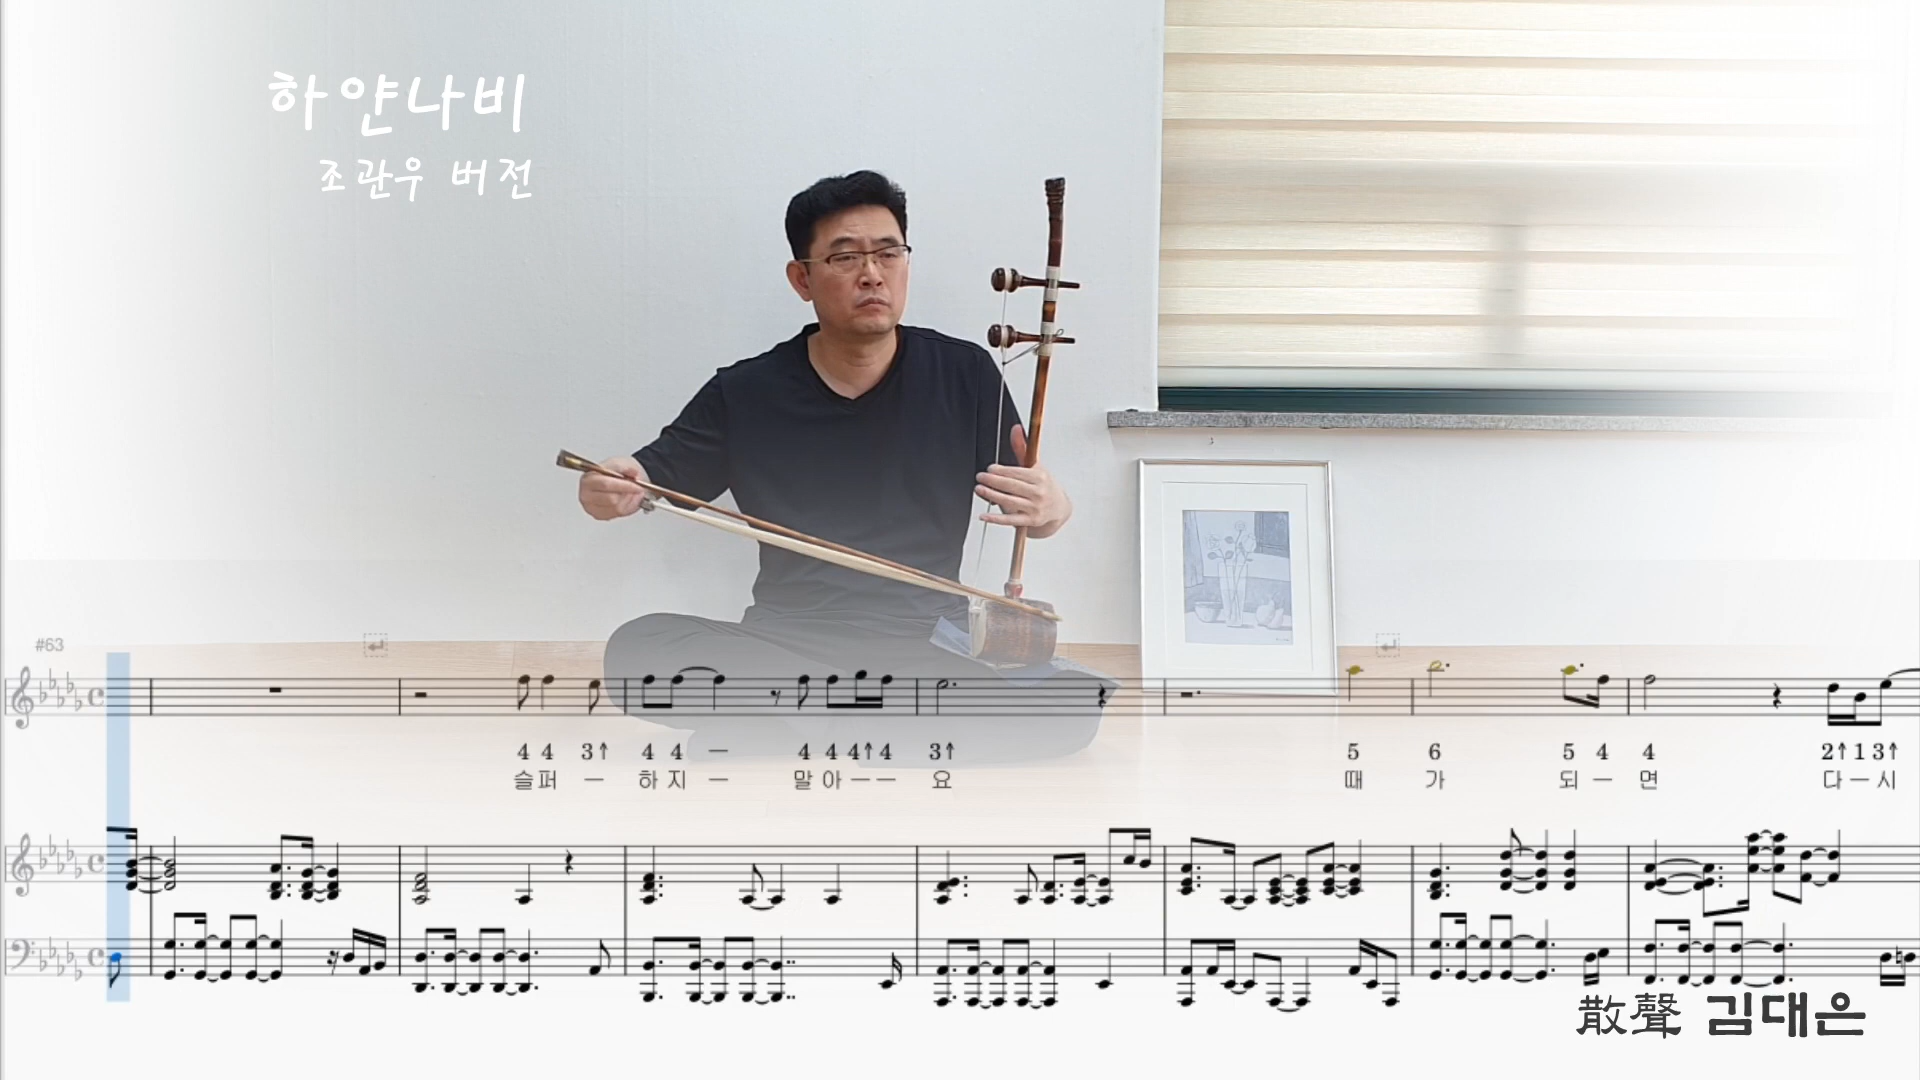 하얀나비
조관우 버전
#63
4 4 3↑ 4 4 — 4 4 4↑ 4 3↑ 5 6 5 4 4 2↑ 1 3↑
슬퍼 — 하지 — 말아 — — 요 때 가 되 — 면 다 — 시
散聲 김대은